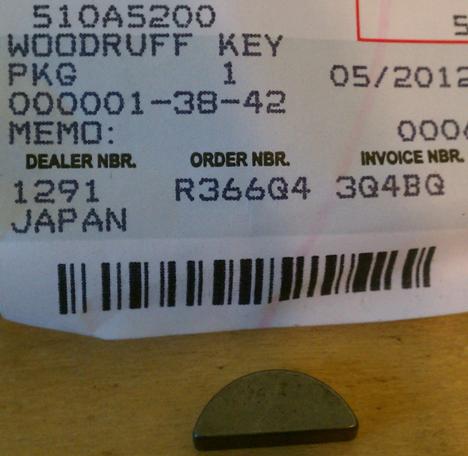 510A5200
WOODRUFF KEY
PKG 1 05/2012
000001-38-42
MEMO: 000
DEALER NBR. ORDER NBR. INVOICE NBR.
1291 R366Q4 3Q4BQ
JAPAN